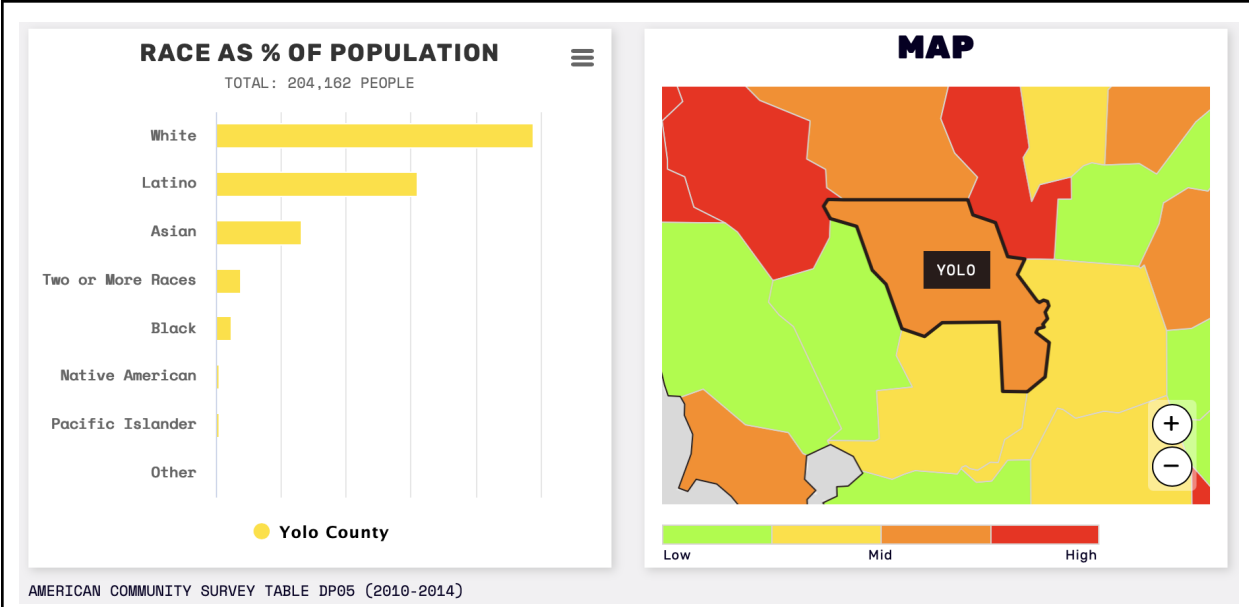 RACE AS % OF POPULATION
TOTAL: 204,162 PEOPLE
White
Latino
Asian
Two or More Races
Black
Native American
Pacific Islander
Other
Yolo County
MAP
YOLO
+
−
Low Mid High
AMERICAN COMMUNITY SURVEY TABLE DP05 (2010-2014)